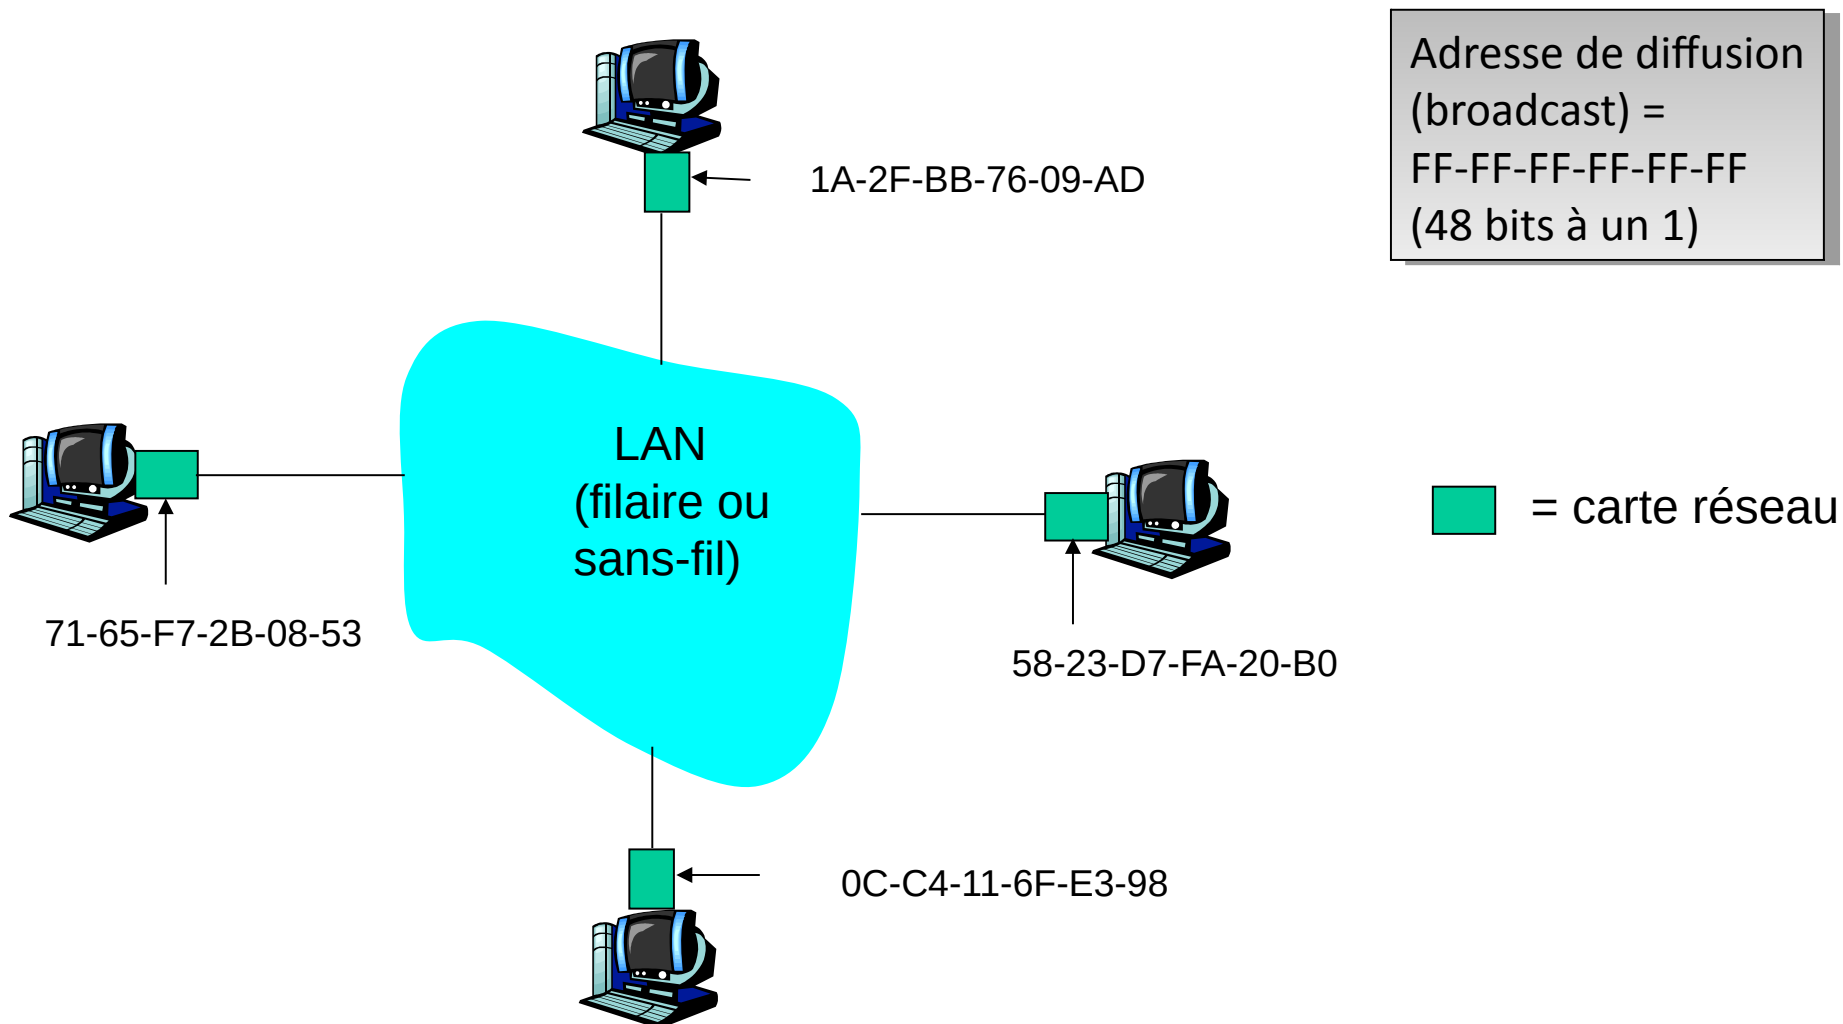 Adresse de diffusion
(broadcast) =
FF-FF-FF-FF-FF-FF
(48 bits à un 1)
1A-2F-BB-76-09-AD
LAN
(filaire ou
sans-fil)
= carte réseau
71-65-F7-2B-08-53
58-23-D7-FA-20-B0
0C-C4-11-6F-E3-98